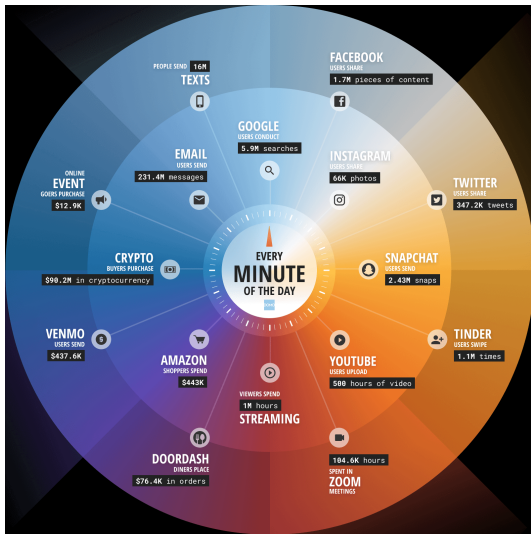 PEOPLE SEND 16M
TEXTS
FACEBOOK
USERS SHARE
1.7M pieces of content
GOOGLE
USERS CONDUCT
5.9M searches
EMAIL
USERS SEND
231.4M messages
INSTAGRAM
USERS SHARE
66K photos
ONLINE
EVENT
GOERS PURCHASE
$12.9K
TWITTER
USERS SHARE
347.2K tweets
CRYPTO
BUYERS PURCHASE
$90.2M in cryptocurrency
EVERY
MINUTE
OF THE DAY
SNAPCHAT
USERS SEND
2.43M snaps
VENMO
USERS SEND
$437.6K
AMAZON
SHOPPERS SPEND
$443K
VIEWERS SPEND
1M hours
STREAMING
YOUTUBE
USERS UPLOAD
500 hours of video
TINDER
USERS SWIPE
1.1M times
DOORDASH
DINERS PLACE
$76.4K in orders
104.6K hours
SPENT IN
ZOOM
MEETINGS